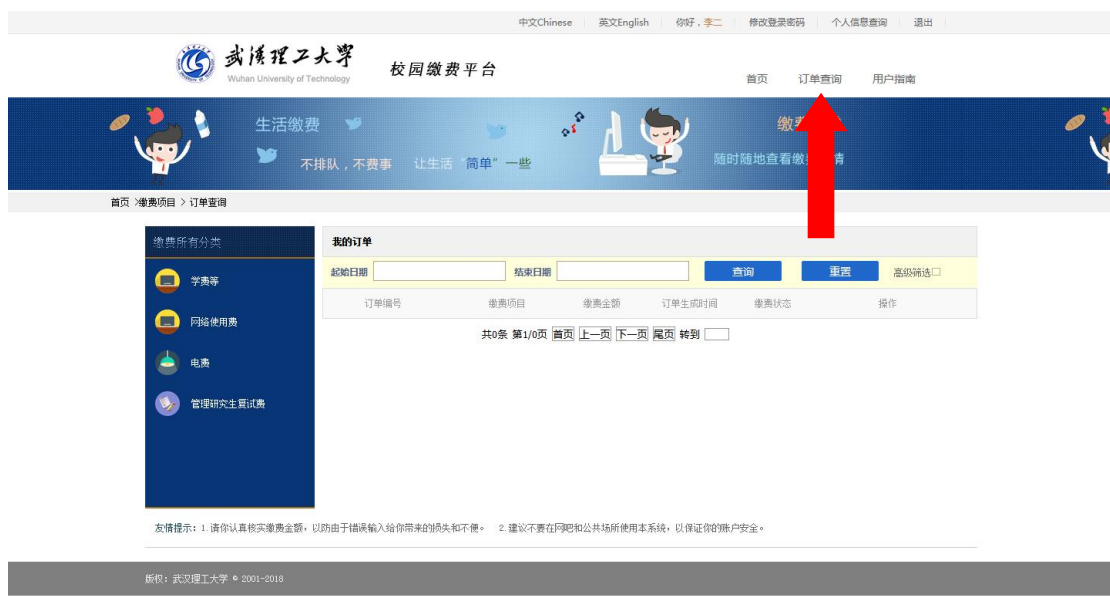 中文Chinese 英文English 你好，李二 修改登录密码 个人信息查询 退出
武汉理工大学
Wuhan University of Technology
校园缴费平台
首页 订单查询 用户指南
生活缴费
不排队，不费事 让生活“简单”一些
缴费
随时随地查看缴 情
首页 >缴费项目 > 订单查询
缴费所有分类
学费等
网络使用费
电费
管理研究生复试费
我的订单
起始日期 结束日期 查询 重置 高级筛选
订单编号 缴费项目 缴费金额 订单生成时间 缴费状态 操作
共0条 第1/0页 首页 上一页 下一页 尾页 转到
友情提示：1.请你认真核实缴费金额，以防由于错误输入给你带来的损失和不便。 2.建议不要在网吧和公共场所使用本系统，以保证你的账户安全。
版权：武汉理工大学 © 2001-2018